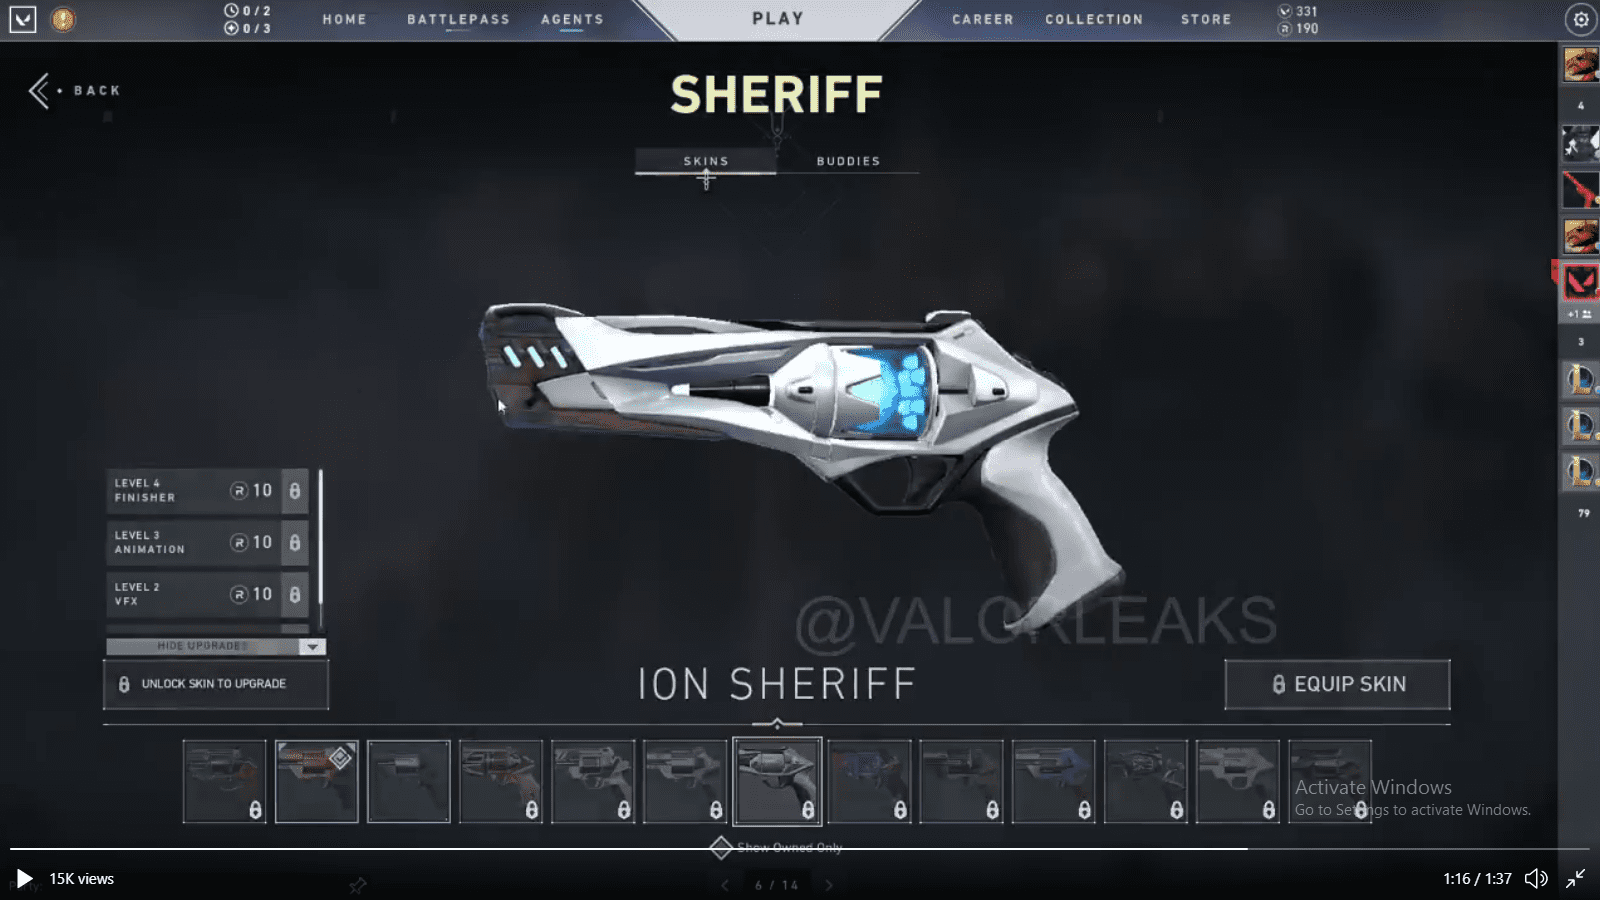 0 / 2
0 / 3
HOME
BATTLEPASS
AGENTS
PLAY
CAREER
COLLECTION
STORE
331
190
BACK
SHERIFF
SKINS
BUDDIES
4
+1
3
79
LEVEL 4
FINISHER
10
LEVEL 3
ANIMATION
10
LEVEL 2
VFX
10
HIDE UPGRADES
UNLOCK SKIN TO UPGRADE
@VALORLEAKS
ION SHERIFF
EQUIP SKIN
Activate Windows
Go to Settings to activate Windows.
Show Owned Only
6 / 14
15K views
1:16 / 1:37